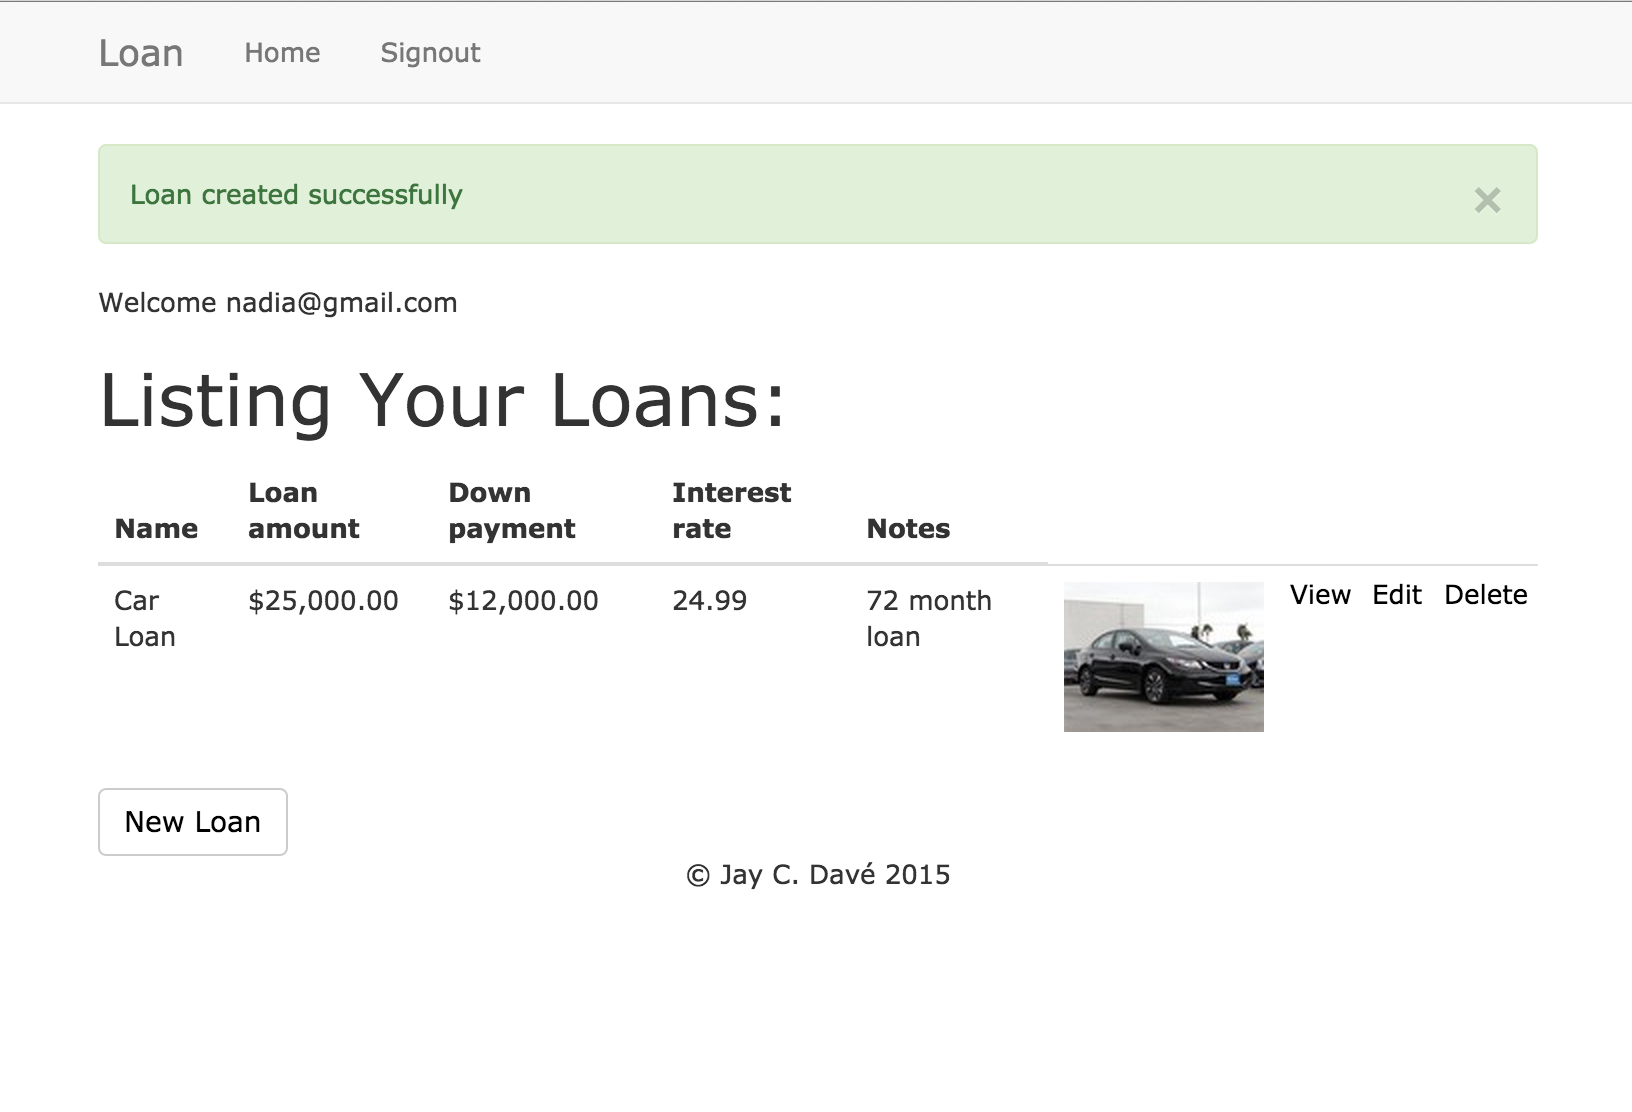 Loan Home Signout
Loan created successfully ×
Welcome nadia@gmail.com
Listing Your Loans:
Name Loan amount Down payment Interest rate Notes
Car Loan $25,000.00 $12,000.00 24.99 72 month loan View Edit Delete
New Loan
© Jay C. Davé 2015